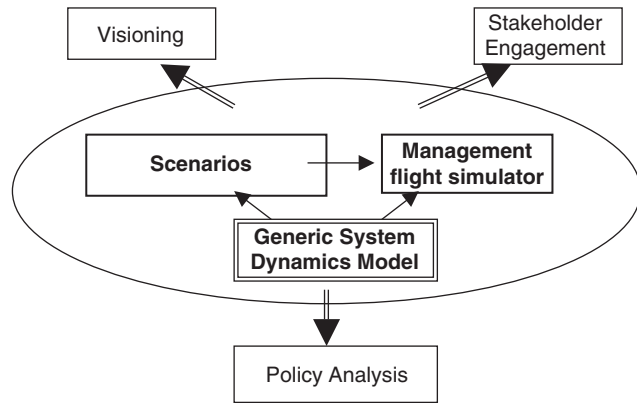 Visioning
Stakeholder
Engagement
Scenarios
Management
flight simulator
Generic System
Dynamics Model
Policy Analysis